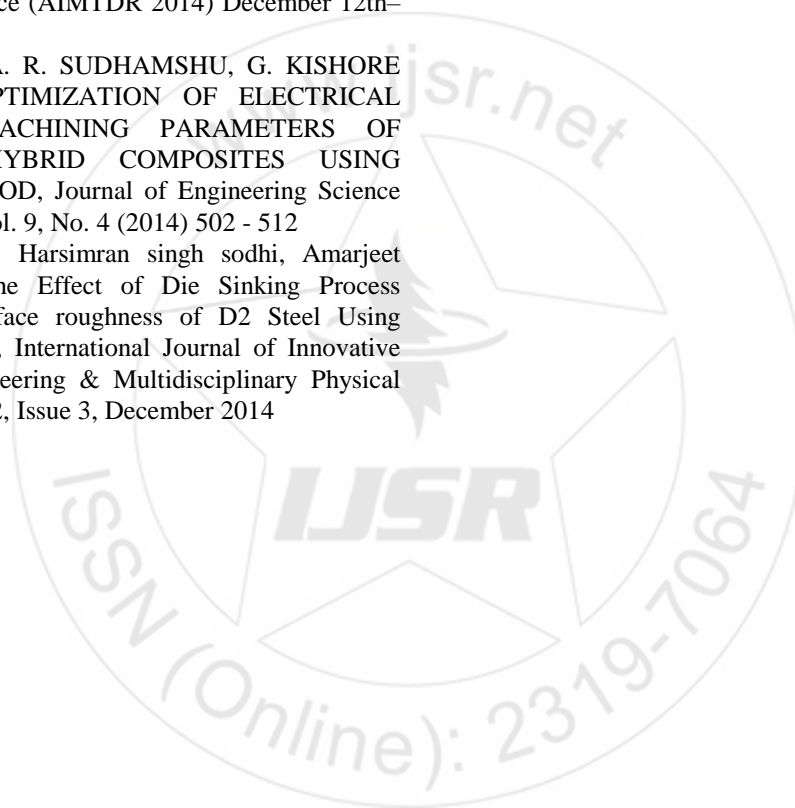 ce (AIMTDR 2014) December 12th–
A. R. SUDHAMSHU, G. KISHORE
PTIMIZATION OF ELECTRICAL
ACHINING PARAMETERS OF
HYBRID COMPOSITES USING
OD, Journal of Engineering Science
ol. 9, No. 4 (2014) 502 - 512
Harsimran singh sodhi, Amarjeet
he Effect of Die Sinking Process
face roughness of D2 Steel Using
, International Journal of Innovative
eering & Multidisciplinary Physical
2, Issue 3, December 2014
www.ijsr.net
IJSR
ISSN (Online): 2319-7064